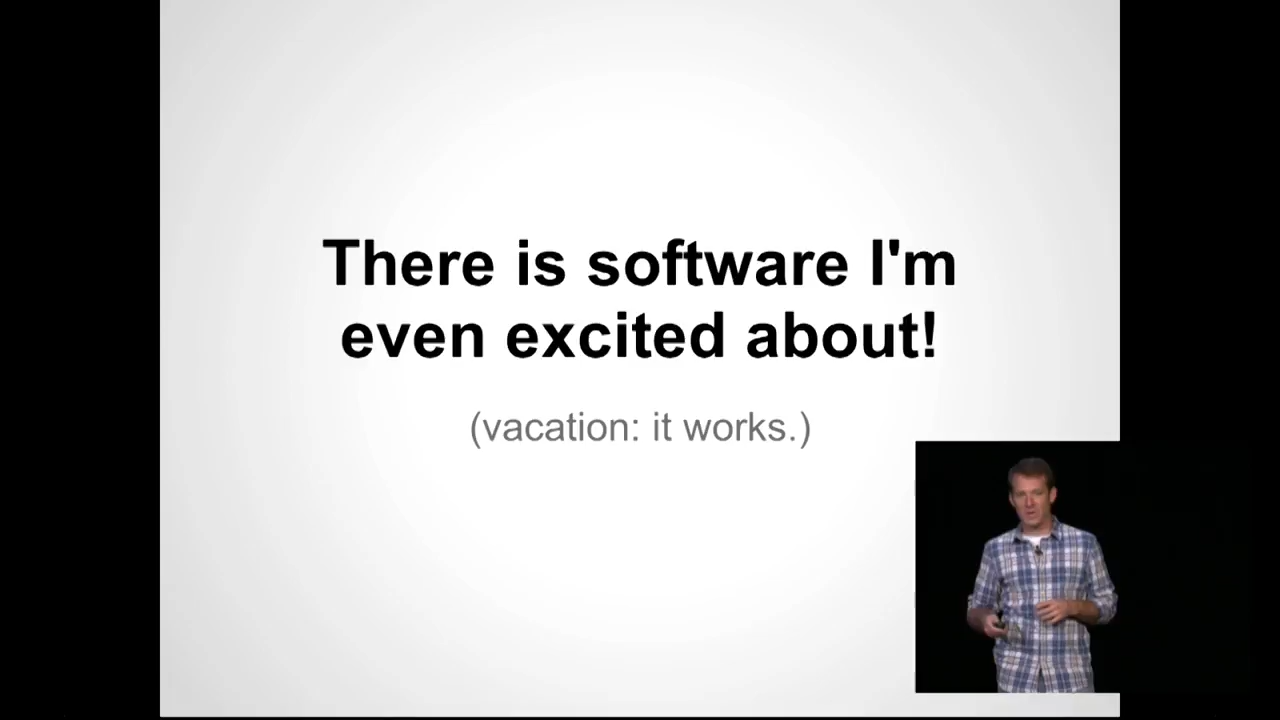 There is software I'm
even excited about!
(vacation: it works.)